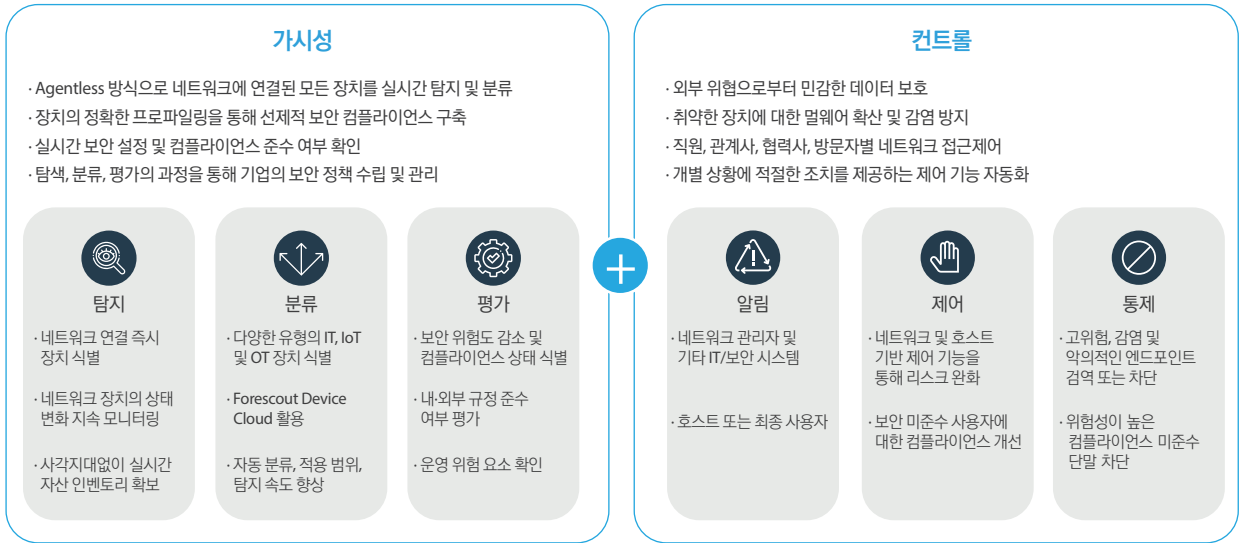 가시성
· Agentless 방식으로 네트워크에 연결된 모든 장치를 실시간 탐지 및 분류
· 장치의 정확한 프로파일링을 통해 선제적 보안 컴플라이언스 구축
· 실시간 보안 설정 및 컴플라이언스 준수 여부 확인
· 탐색, 분류, 평가의 과정을 통해 기업의 보안 정책 수립 및 관리
탐지
· 네트워크 연결 즉시
장치 식별
· 네트워크 장치의 상태
변화 지속 모니터링
· 사각지대없이 실시간
자산 인벤토리 확보
분류
· 다양한 유형의 IT, IoT
및 OT 장치 식별
· Forescout Device
Cloud 활용
· 자동 분류, 적용 범위,
탐지 속도 향상
평가
· 보안 위험도 감소 및
컴플라이언스 상태 식별
· 내·외부 규정 준수
여부 평가
· 운영 위험 요소 확인
+
컨트롤
· 외부 위협으로부터 민감한 데이터 보호
· 취약한 장치에 대한 멀웨어 확산 및 감염 방지
· 직원, 관계사, 협력사, 방문자별 네트워크 접근제어
· 개별 상황에 적절한 조치를 제공하는 제어 기능 자동화
알림
· 네트워크 관리자 및
기타 IT/보안 시스템
· 호스트 또는 최종 사용자
제어
· 네트워크 및 호스트
기반 제어 기능을
통해 리스크 완화
· 보안 미준수 사용자에
대한 컴플라이언스 개선
통제
· 고위험, 감염 및
악의적인 엔드포인트
검역 또는 차단
· 위험성이 높은
컴플라이언스 미준수
단말 차단